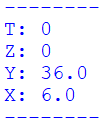 --------
T: 0
Z: 0
Y: 36.0
X: 6.0
--------